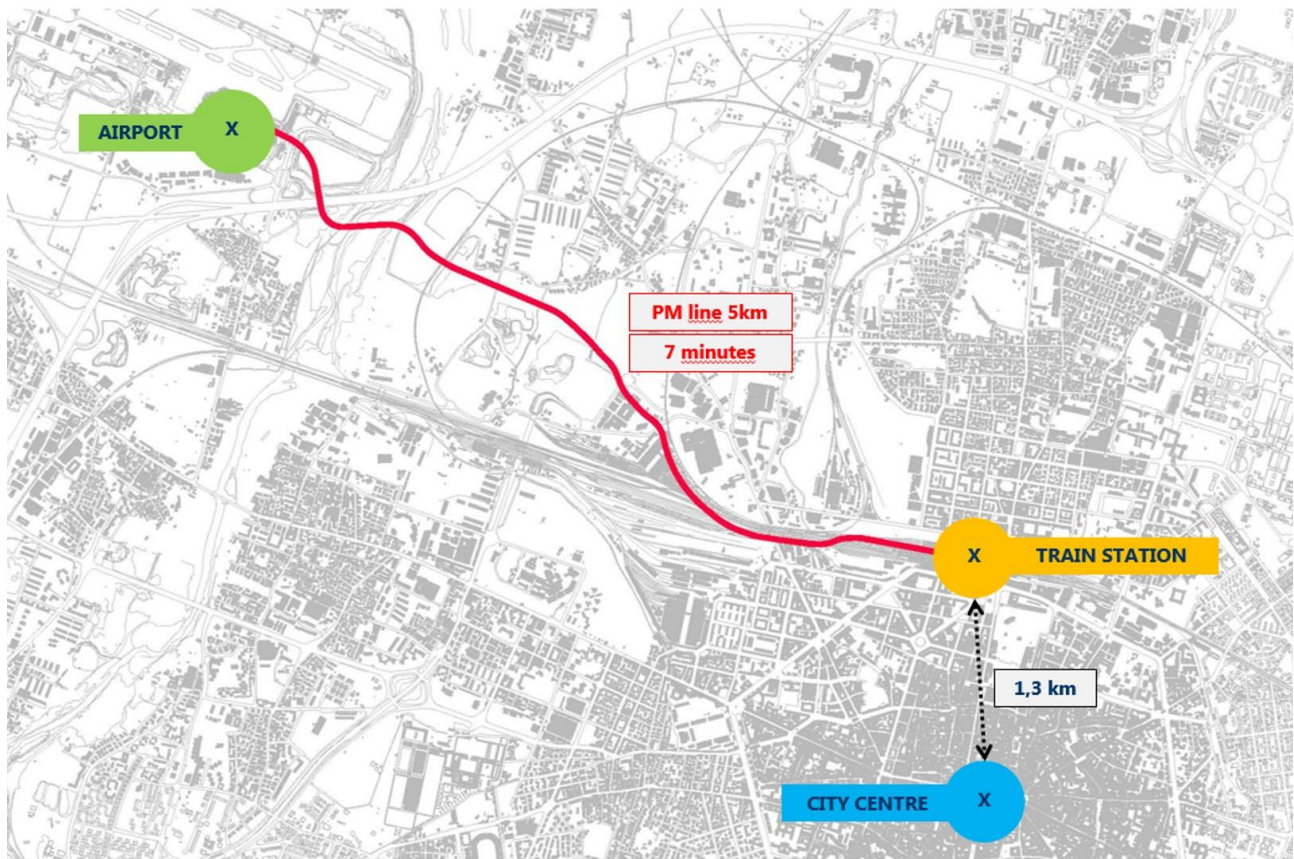 AIRPORT
X
PM line 5km
7 minutes
X
TRAIN STATION
1,3 km
CITY CENTRE
X